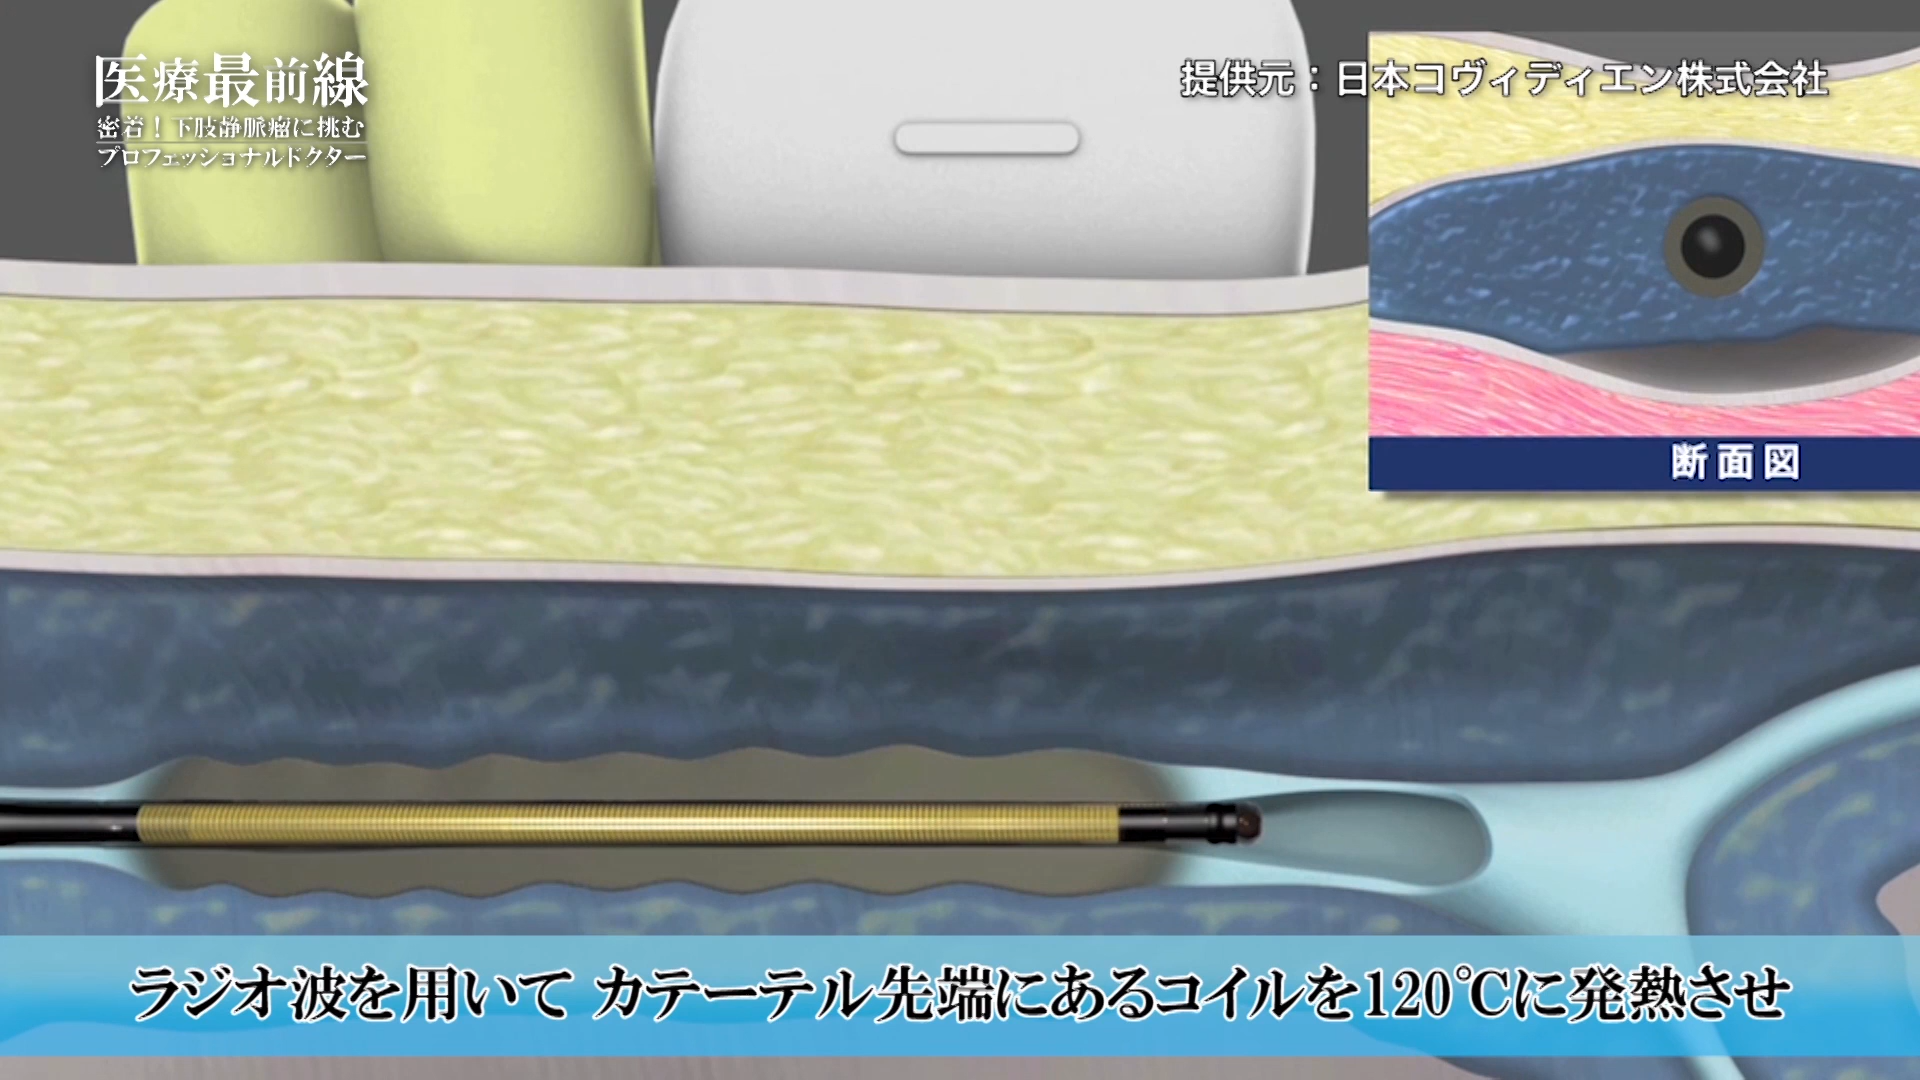 医療最前線
密着！下肢静脈瘤に挑む
プロフェッショナルドクター
提供元：日本コヴィディエン株式会社
断面図
ラジオ波を用いて カテーテル先端にあるコイルを120℃に発熱させ